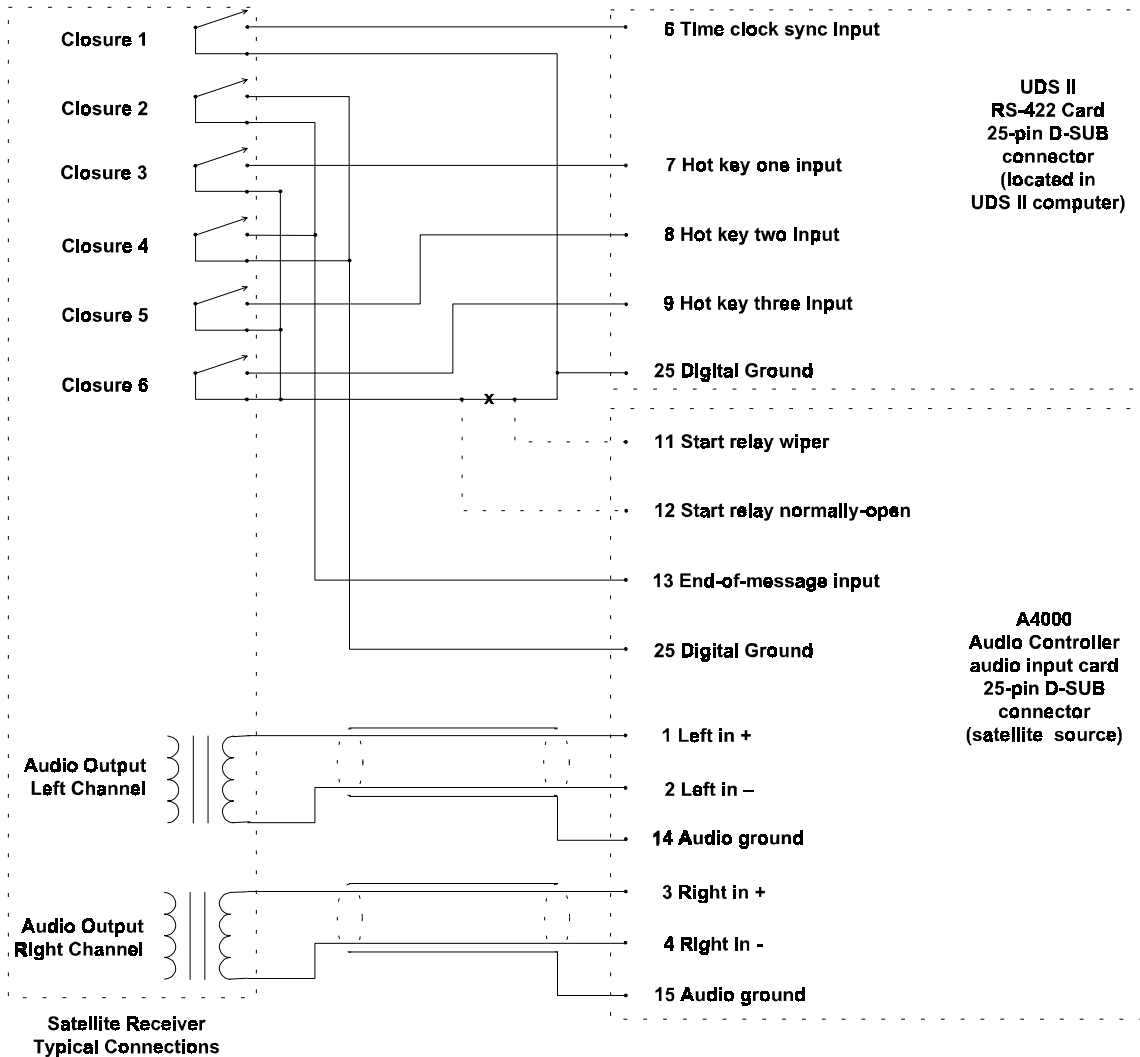 Closure 1
6 Time clock sync Input
Closure 2
UDS II
RS-422 Card
25-pin D-SUB
connector
(located in
UDS II computer)
Closure 3
7 Hot key one input
Closure 4
8 Hot key two Input
Closure 5
9 Hot key three Input
Closure 6
25 Digital Ground
x
11 Start relay wiper
12 Start relay normally-open
13 End-of-message input
25 Digital Ground
A4000
Audio Controller
audio input card
25-pin D-SUB
connector
(satellite source)
Audio Output
Left Channel
1 Left in +
2 Left in –
14 Audio ground
Audio Output
Right Channel
3 Right in +
4 Right in -
15 Audio ground
Satellite Receiver
Typical Connections